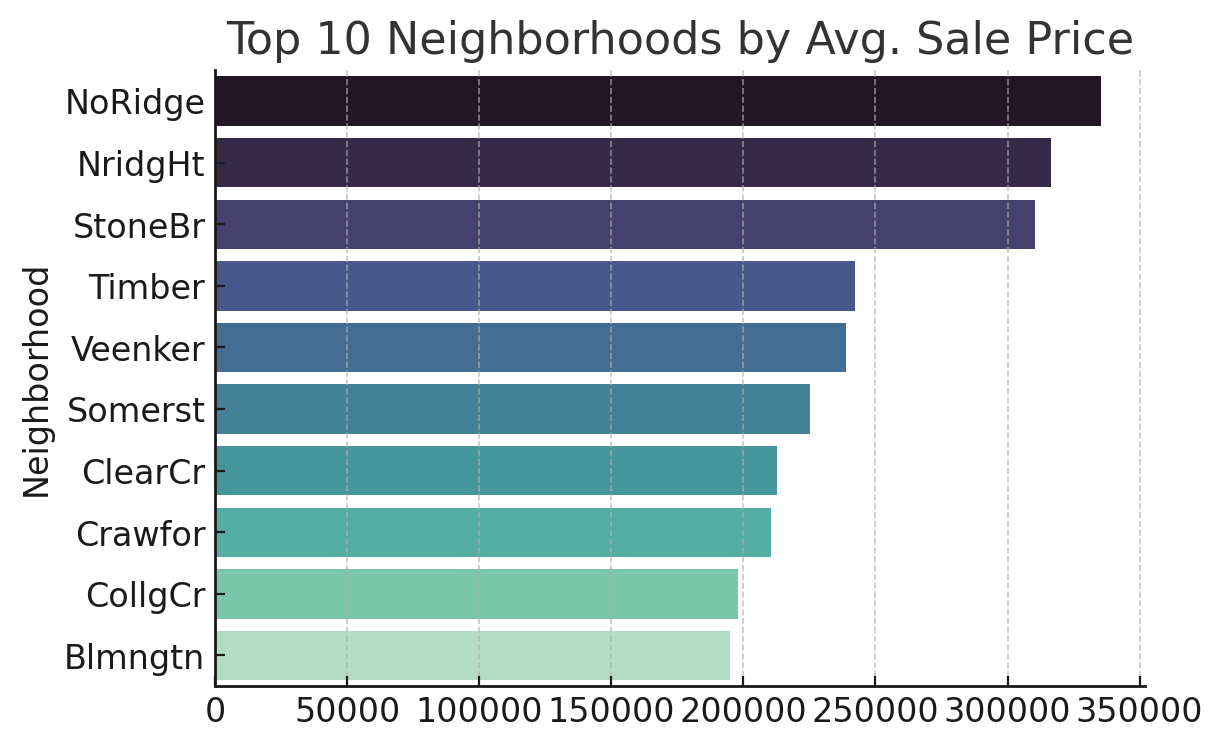 Top 10 Neighborhoods by Avg. Sale Price
NoRidge
NridgHt
StoneBr
Timber
Veenker
Somerst
ClearCr
Crawfor
CollgCr
Blmngtn
Neighborhood
0 50000 100000 150000 200000 250000 300000 350000